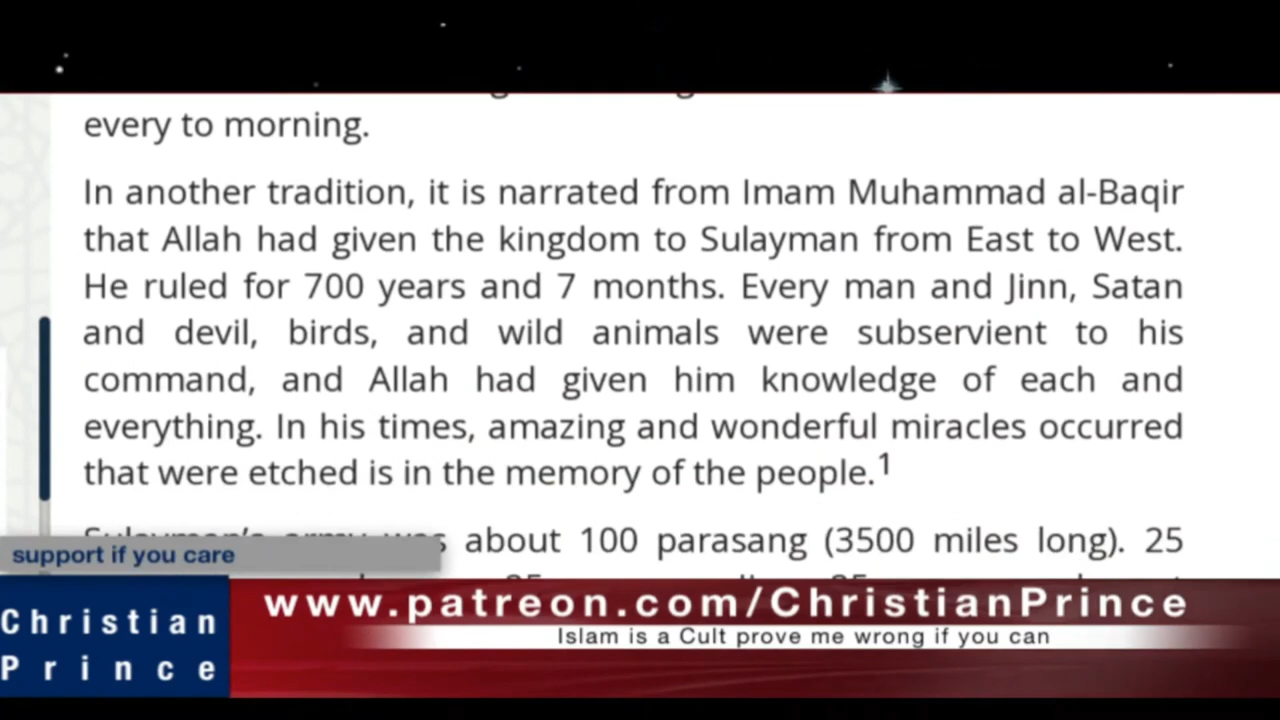 every to morning.
In another tradition, it is narrated from Imam Muhammad al-Baqir
that Allah had given the kingdom to Sulayman from East to West.
He ruled for 700 years and 7 months. Every man and Jinn, Satan
and devil, birds, and wild animals were subservient to his
command, and Allah had given him knowledge of each and
everything. In his times, amazing and wonderful miracles occurred
that were etched is in the memory of the people.1
Sulayman's army was about 100 parasang (3500 miles long). 25
support if you care
Christian
Prince
www.patreon.com/ChristianPrince
Islam is a Cult prove me wrong if you can